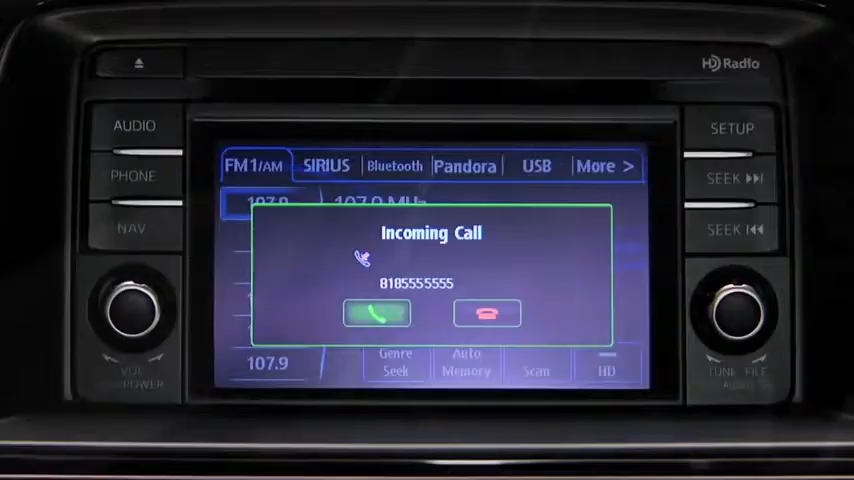 HD Radio
AUDIO
SETUP
FM1/AM SIRIUS Bluetooth Pandora USB More >
PHONE
SEEK
107.9 107.9 MHz
NAV
SEEK
Incoming Call
8185555555
107.9 Genre Seek Auto Memory Scan HD
VOL
POWER
TUNE FILE
AUDIO